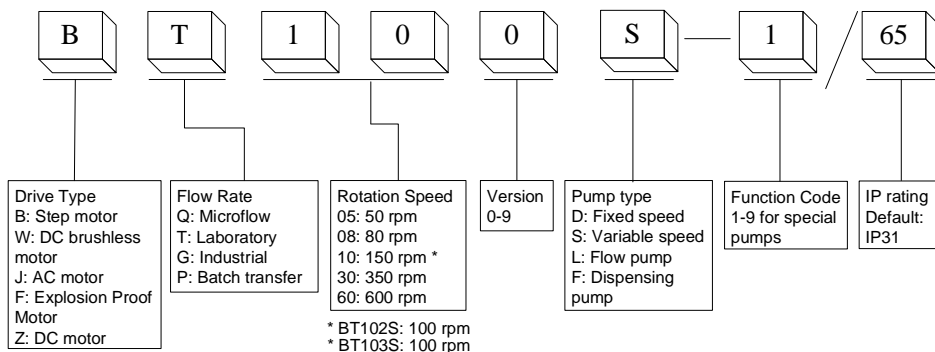 B T 1 0 0 S — 1 / 65
Drive Type
B: Step motor
W: DC brushless
motor
J: AC motor
F: Explosion Proof
Motor
Z: DC motor
Flow Rate
Q: Microflow
T: Laboratory
G: Industrial
P: Batch transfer
Rotation Speed
05: 50 rpm
08: 80 rpm
10: 150 rpm *
30: 350 rpm
60: 600 rpm
* BT102S: 100 rpm
* BT103S: 100 rpm
Version
0-9
Pump type
D: Fixed speed
S: Variable speed
L: Flow pump
F: Dispensing
pump
Function Code
1-9 for special
pumps
IP rating
Default:
IP31